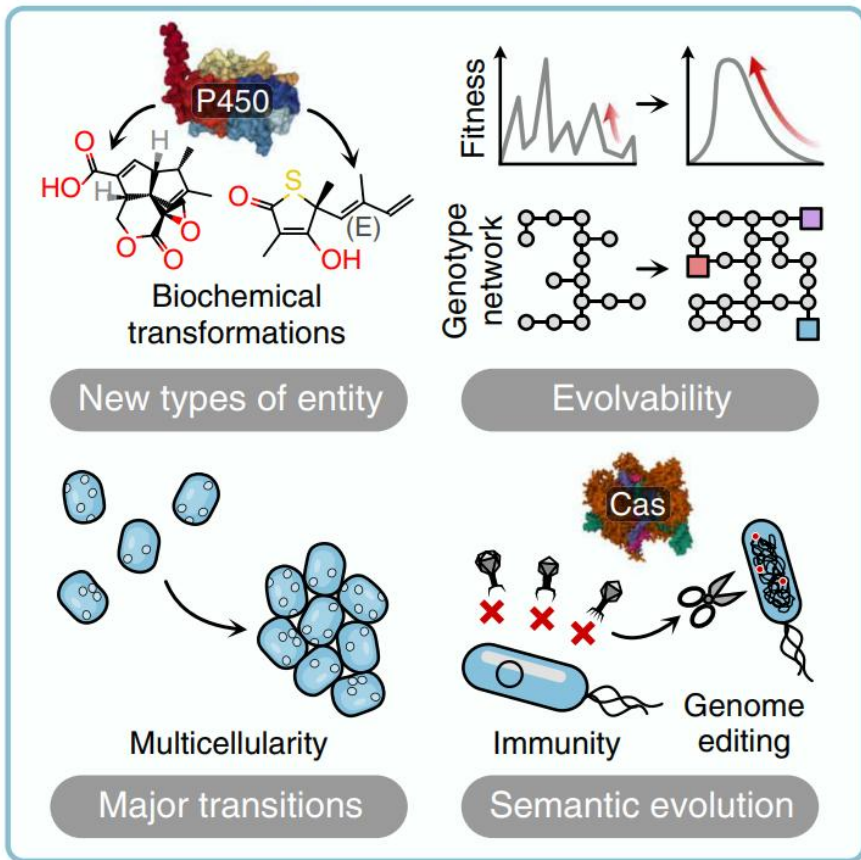 P450
O
HO
H
H
O
O
O
S
O
(E)
OH
Biochemical
transformations
New types of entity
Fitness
Genotype
network
Evolvability
Multicellularity
Major transitions
Cas
Immunity
Genome
editing
Semantic evolution